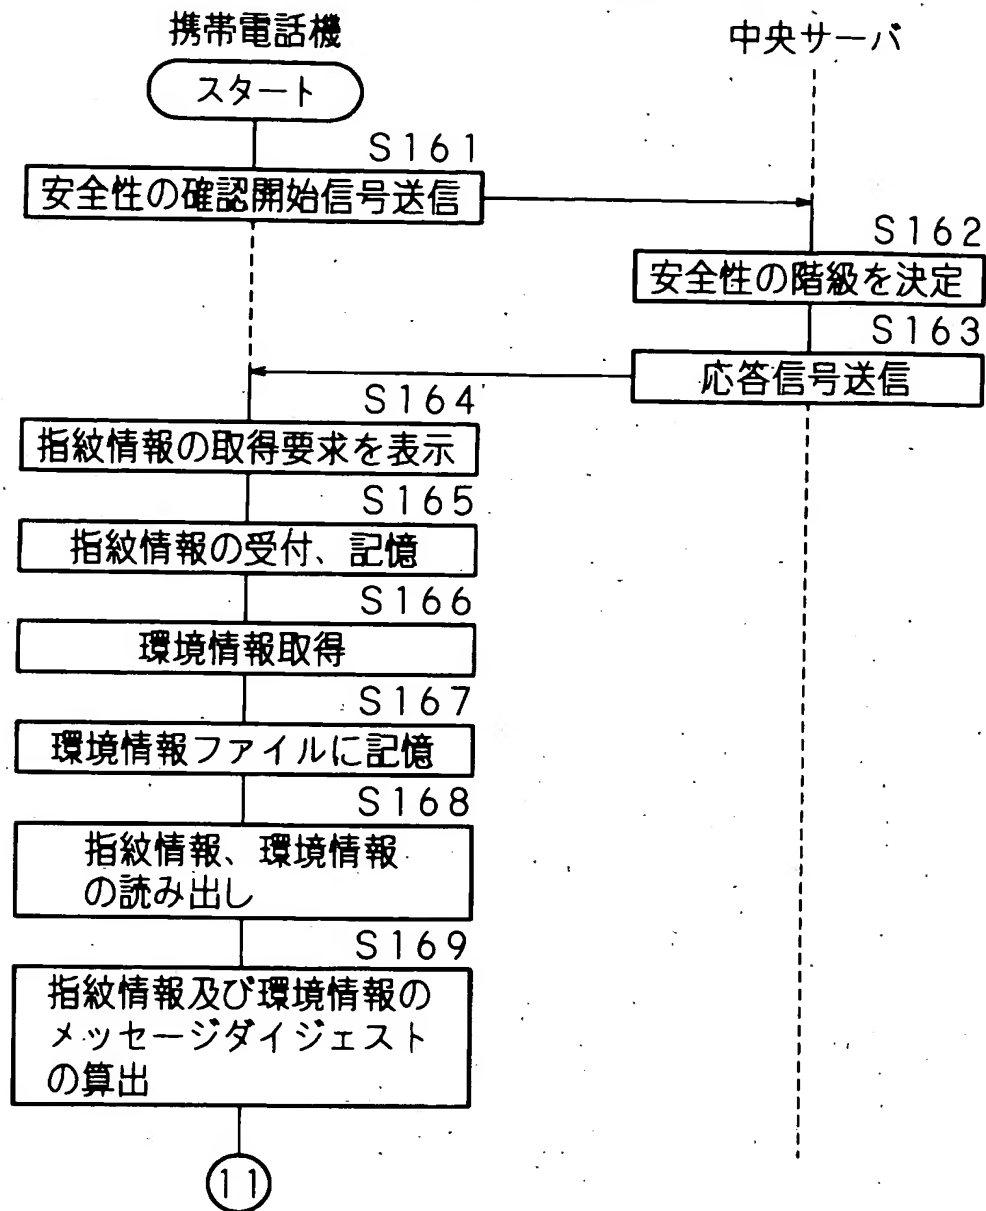 携帯電話機
中央サーバ
スタート
S161
安全性の確認開始信号送信
S162
安全性の階級を決定
S163
応答信号送信
S164
指紋情報の取得要求を表示
S165
指紋情報の受付、記憶
S166
環境情報取得
S167
環境情報ファイルに記憶
S168
指紋情報、環境情報
の読み出し
S169
指紋情報及び環境情報の
メッセージダイジェスト
の算出
11